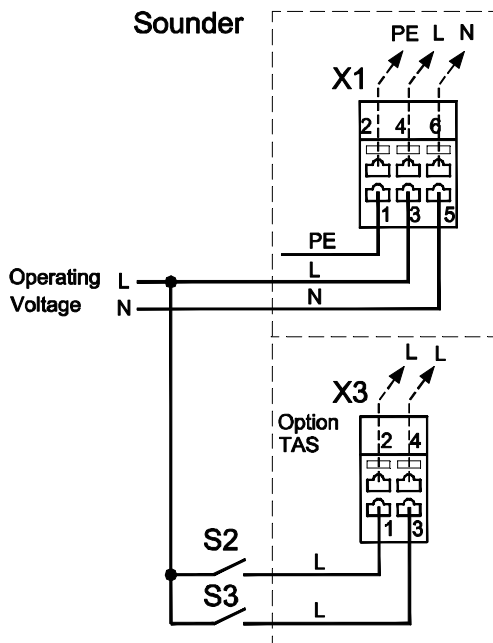 Sounder
PE L N
X1
2 4 6
1 3 5
PE
Operating
Voltage
L
L
N
N
L L
X3
Option
TAS
2 4
1 3
S2
L
S3
L